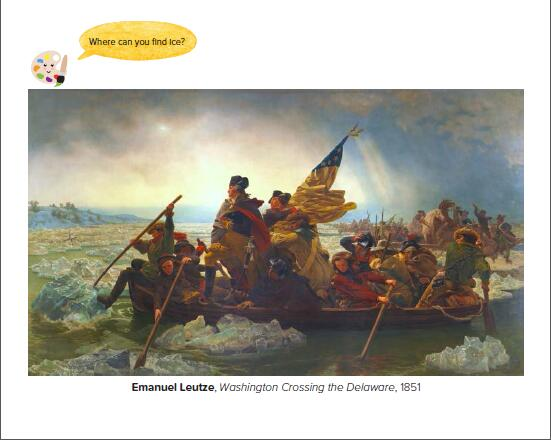 Where can you find ice?
Emanuel Leutze, Washington Crossing the Delaware, 1851